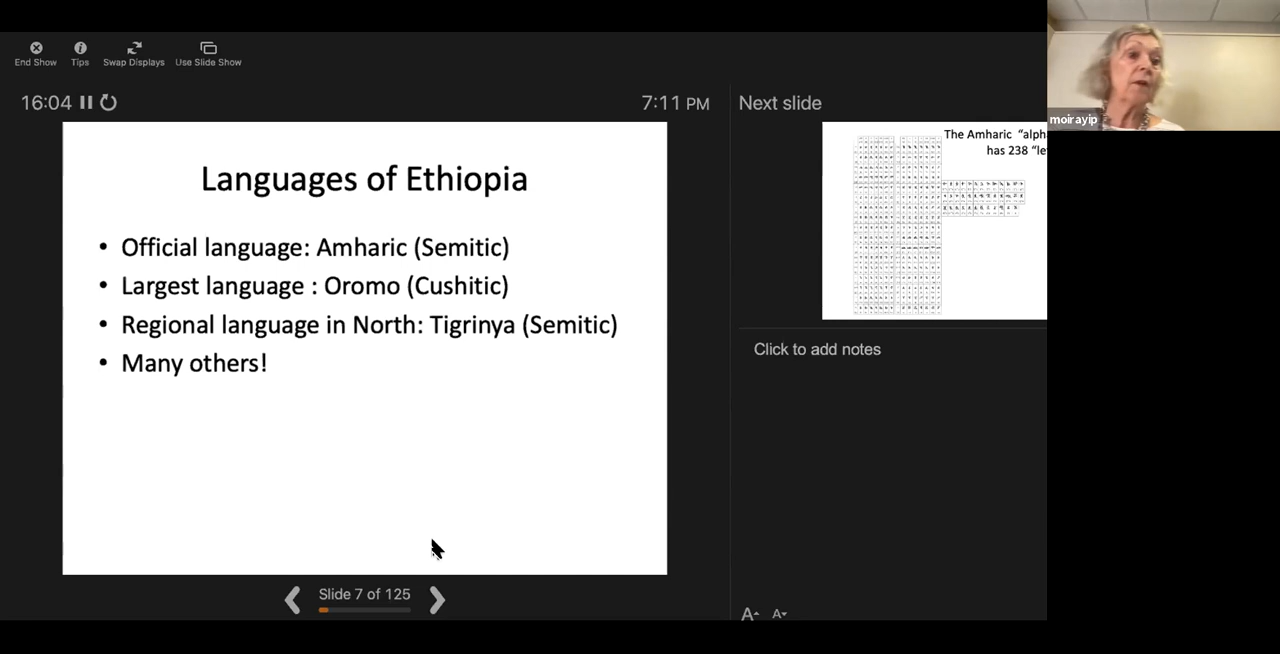 End Show
Tips
Swap Displays
Use Slide Show
16:04
7:11 PM
Next slide
moirayip
Languages of Ethiopia
• Official language: Amharic (Semitic)
• Largest language : Oromo (Cushitic)
• Regional language in North: Tigrinya (Semitic)
• Many others!
The Amharic “alph
has 238 “le
Click to add notes
Slide 7 of 125
A A